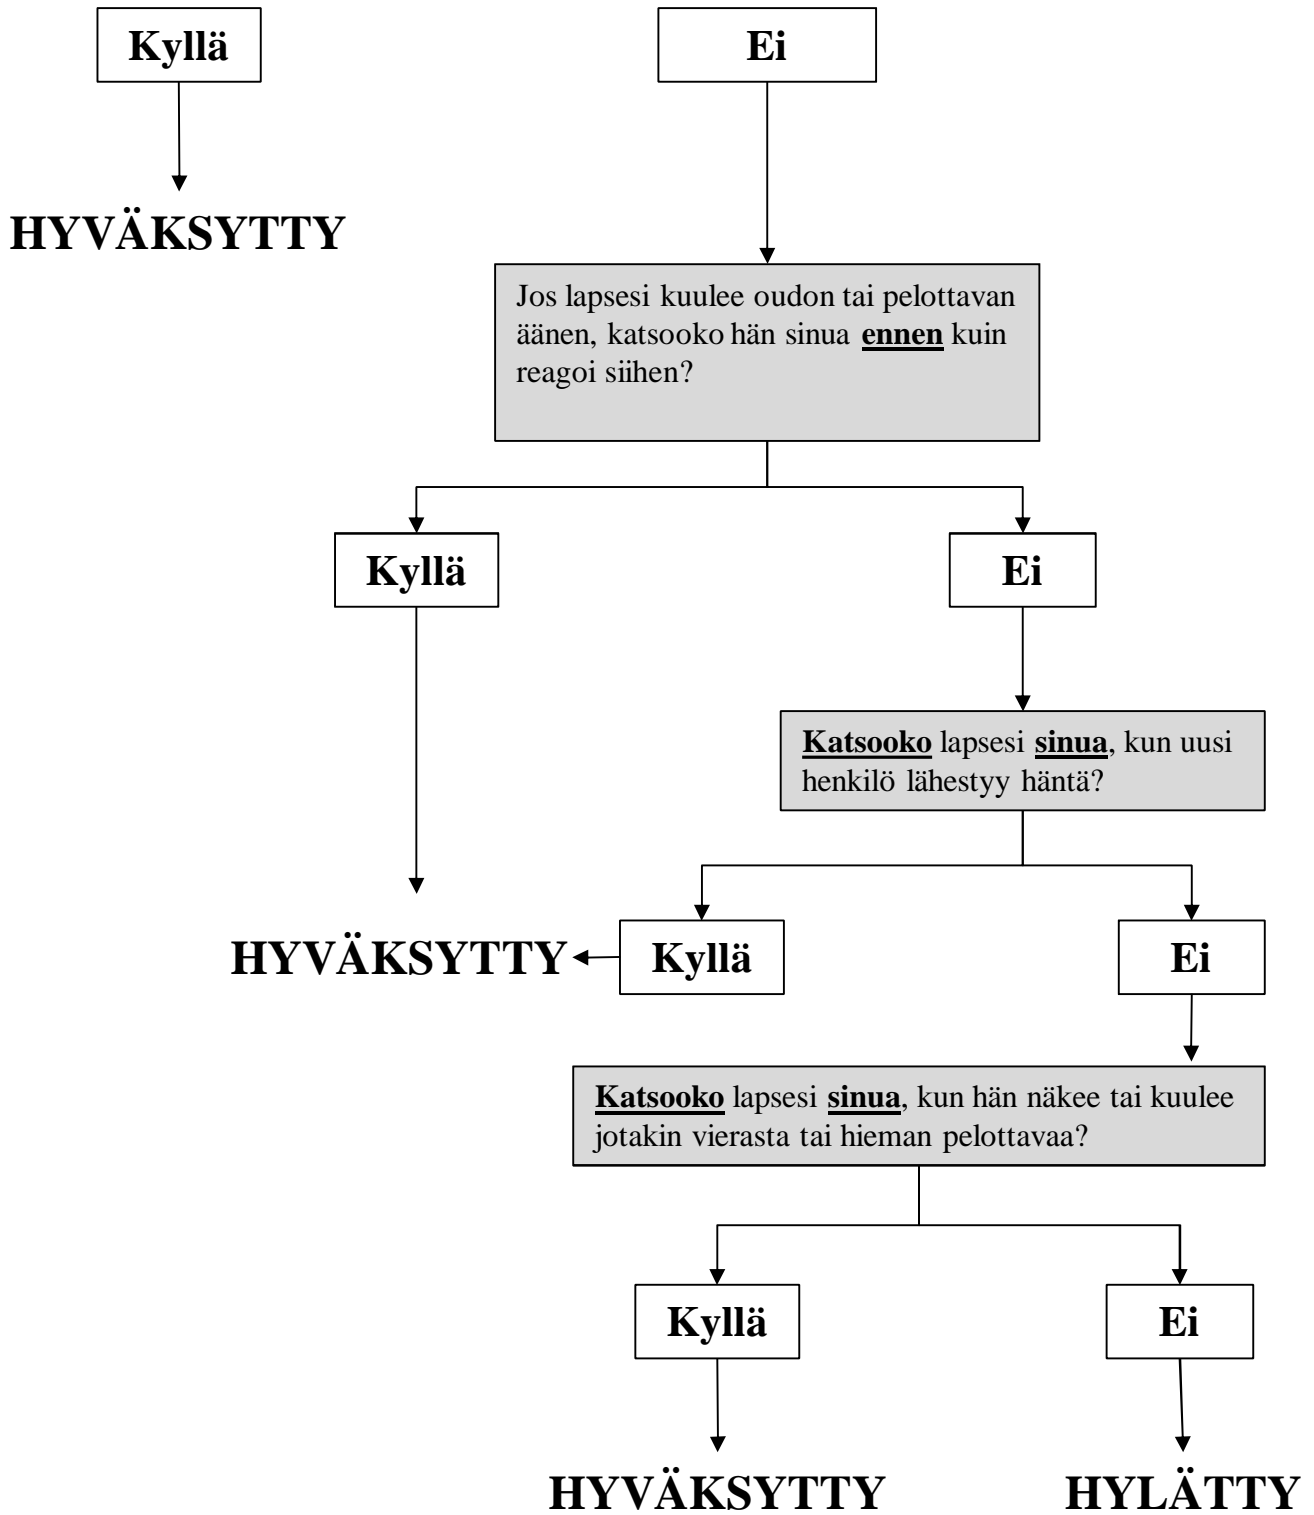 Kyllä
Ei
HYVÄKSYTTY
Jos lapsesi kuulee oudon tai pelottavan
äänen, katsooko hän sinua ennen kuin
reagoi siihen?
Kyllä
Ei
Katsooko lapsesi sinua, kun uusi
henkilö lähestyy häntä?
HYVÄKSYTTY
Kyllä
Ei
Katsooko lapsesi sinua, kun hän näkee tai kuulee
jotakin vierasta tai hieman pelottavaa?
Kyllä
Ei
HYVÄKSYTTY
HYLÄTTY